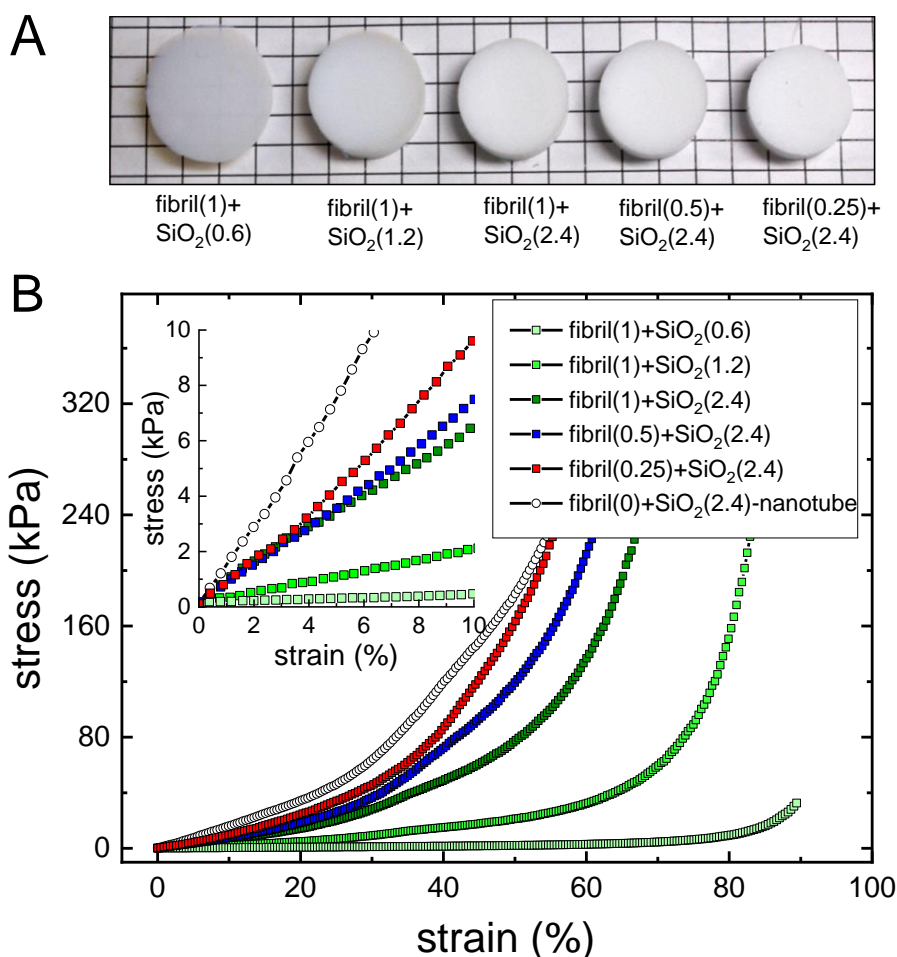 A
fibril(1)+
SiO₂(0.6)
fibril(1)+
SiO₂(1.2)
fibril(1)+
SiO₂(2.4)
fibril(0.5)+
SiO₂(2.4)
fibril(0.25)+
SiO₂(2.4)
B
fibril(1)+SiO₂(0.6)
fibril(1)+SiO₂(1.2)
fibril(1)+SiO₂(2.4)
fibril(0.5)+SiO₂(2.4)
fibril(0.25)+SiO₂(2.4)
fibril(0)+SiO₂(2.4)-nanotube
10
8
6
4
2
0
stress (kPa)
0 2 4 6 8 10
strain (%)
320
240
160
80
0
stress (kPa)
0 20 40 60 80 100
strain (%)